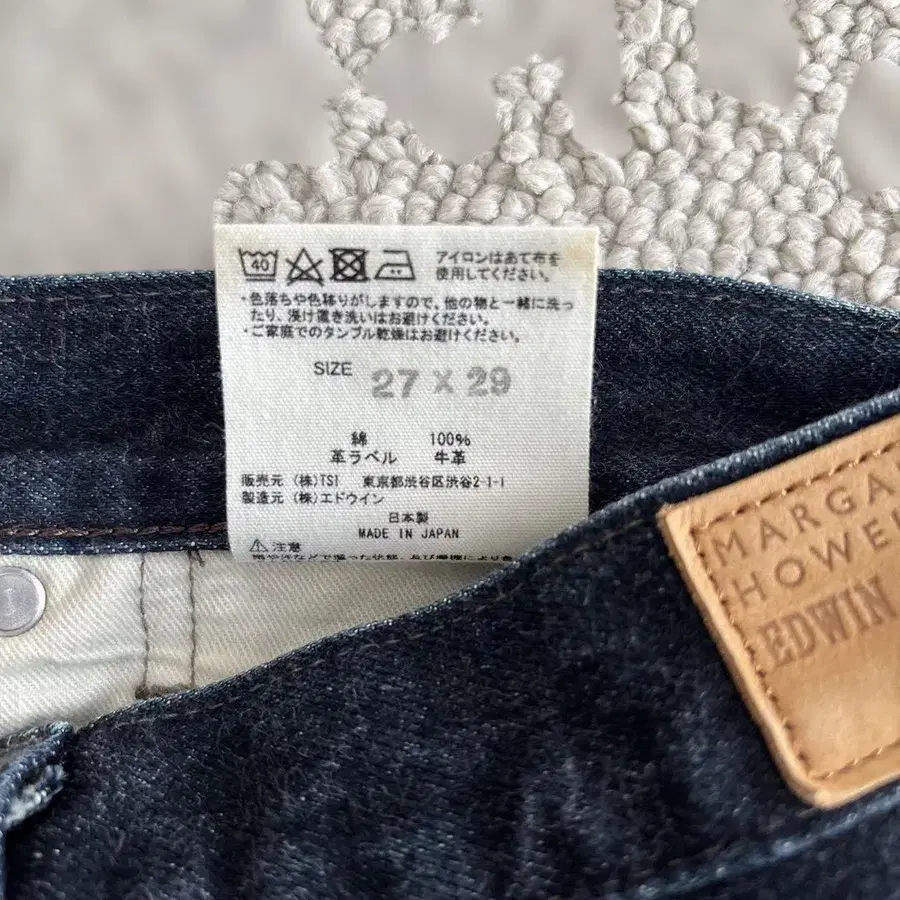 40
アイロンはあて布を
使用してください。
・色落ちや色移りがしますので、他の物と一緒に洗っ
たり、浸け置き洗いはお避けください。
・ご家庭でのタンブル乾燥はお避けください。
SIZE 27 X 29
綿 100%
革ラベル 牛革
販売元 (株)TSI 東京都渋谷区渋谷2-1-1
製造元 (株)エドウイン
日本製
MADE IN JAPAN
注意
MARGA
HOWE
EDWIN